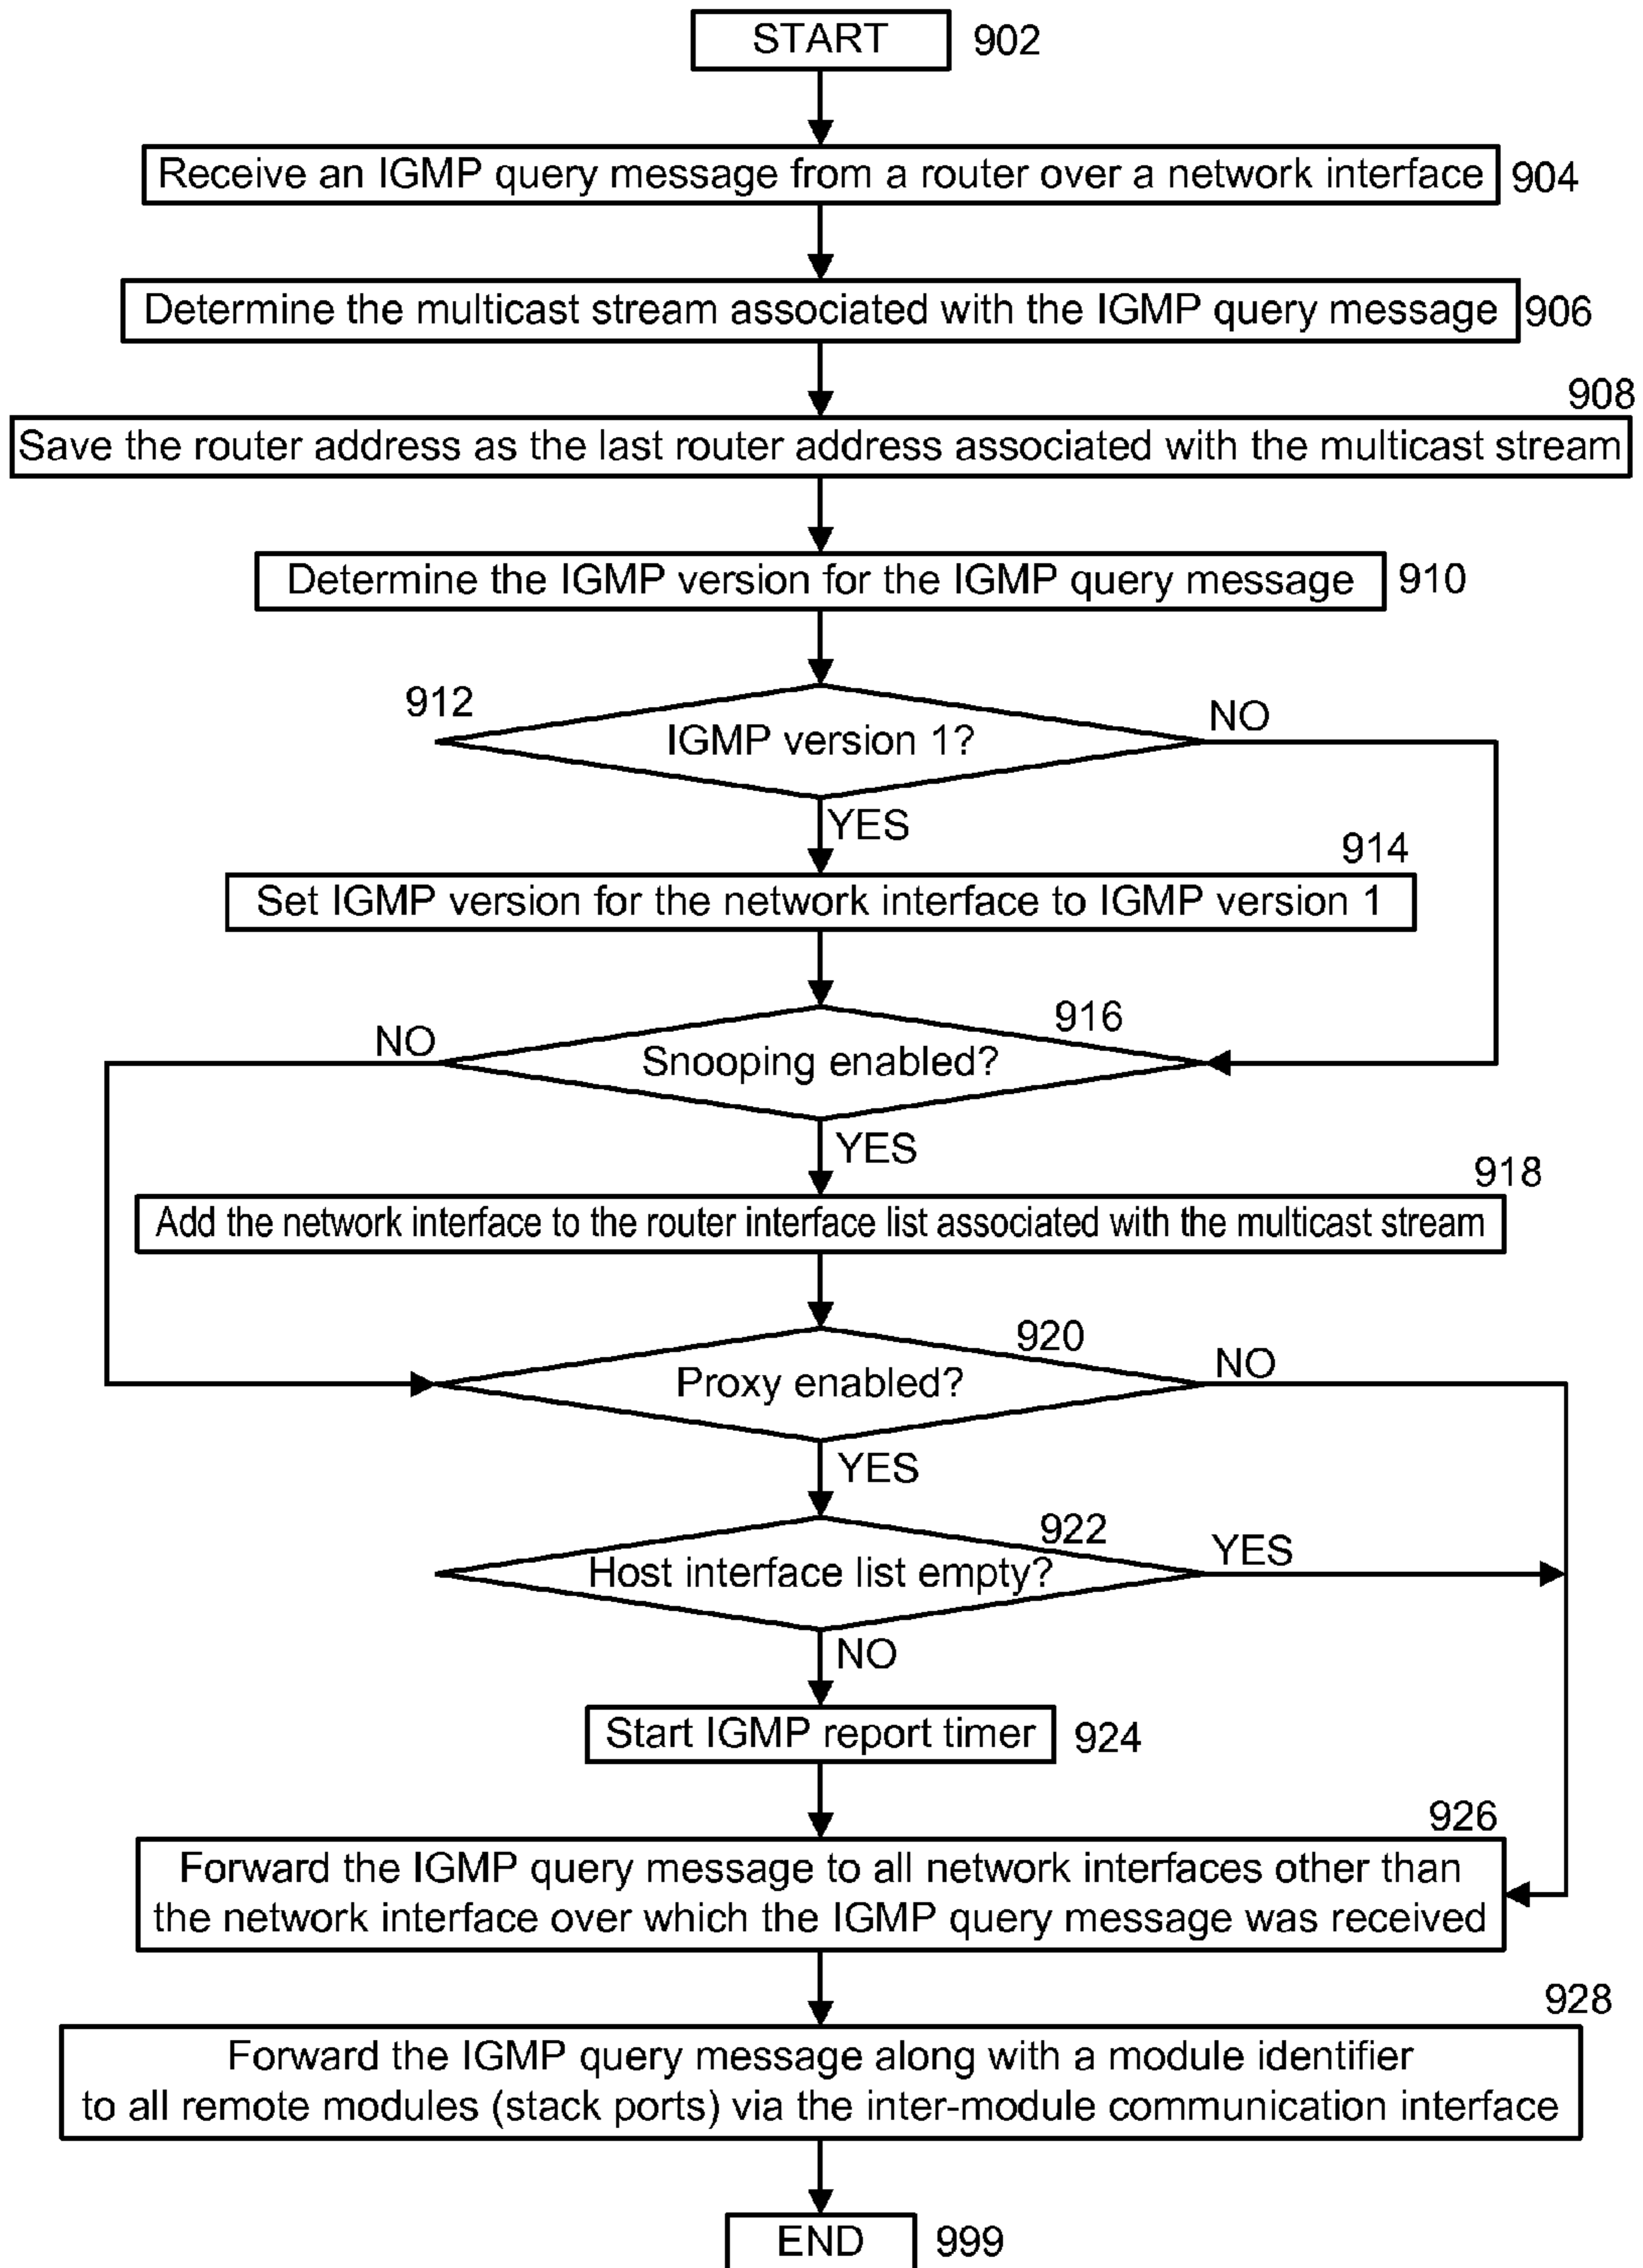 START 902
Receive an IGMP query message from a router over a network interface 904
Determine the multicast stream associated with the IGMP query message 906
908
Save the router address as the last router address associated with the multicast stream
Determine the IGMP version for the IGMP query message 910
912
NO
IGMP version 1?
YES
914
Set IGMP version for the network interface to IGMP version 1
916
NO
Snooping enabled?
YES
918
Add the network interface to the router interface list associated with the multicast stream
920
NO
Proxy enabled?
YES
922
YES
Host interface list empty?
NO
Start IGMP report timer 924
926
Forward the IGMP query message to all network interfaces other than
the network interface over which the IGMP query message was received
928
Forward the IGMP query message along with a module identifier
to all remote modules (stack ports) via the inter-module communication interface
END 999